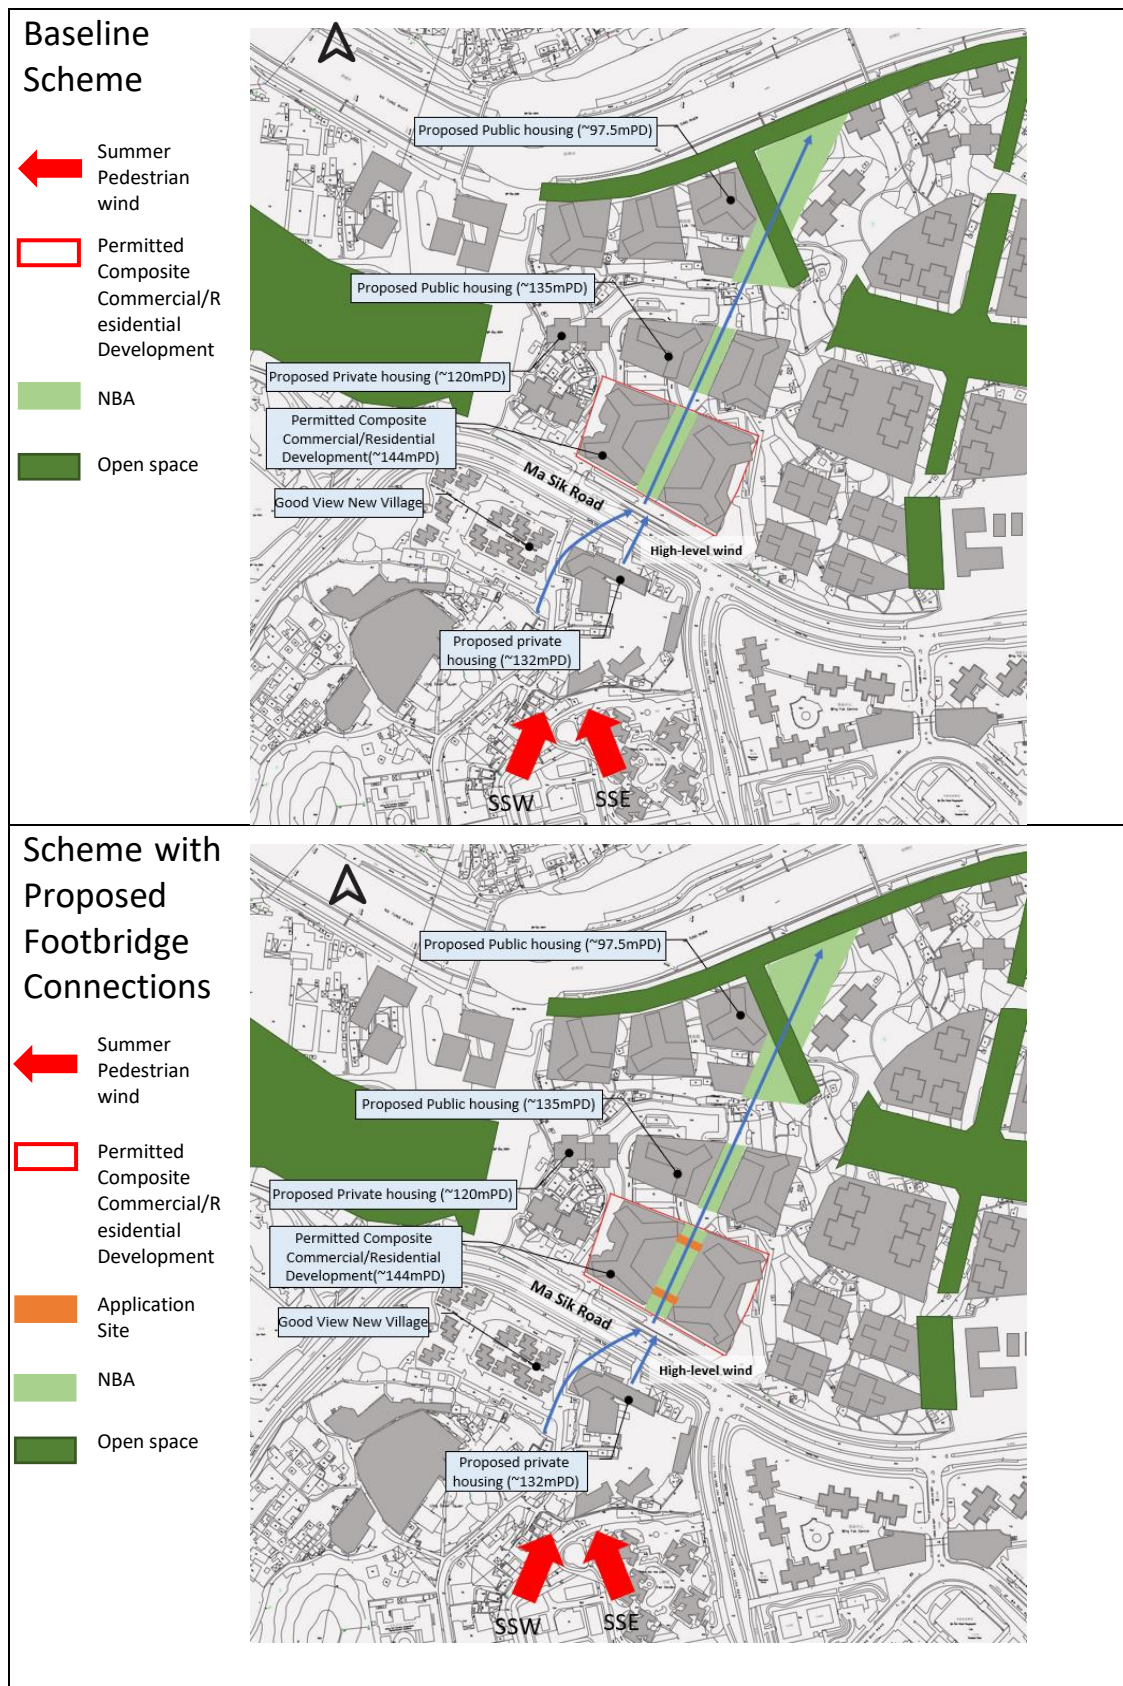 Baseline
Scheme
Summer
Pedestrian
wind
Permitted
Composite
Commercial/R
esidential
Development
NBA
Open space
Proposed Public housing (~97.5mPD)
Proposed Public housing (~135mPD)
Proposed Private housing (~120mPD)
Permitted Composite
Commercial/Residential
Development(~144mPD)
Good View New Village
Ma Sik Road
High-level wind
Proposed private
housing (~132mPD)
SSW
SSE
Scheme with
Proposed
Footbridge
Connections
Summer
Pedestrian
wind
Permitted
Composite
Commercial/R
esidential
Development
Application
Site
NBA
Open space
Proposed Public housing (~97.5mPD)
Proposed Public housing (~135mPD)
Proposed Private housing (~120mPD)
Permitted Composite
Commercial/Residential
Development(~144mPD)
Good View New Village
Ma Sik Road
High-level wind
Proposed private
housing (~132mPD)
SSW
SSE